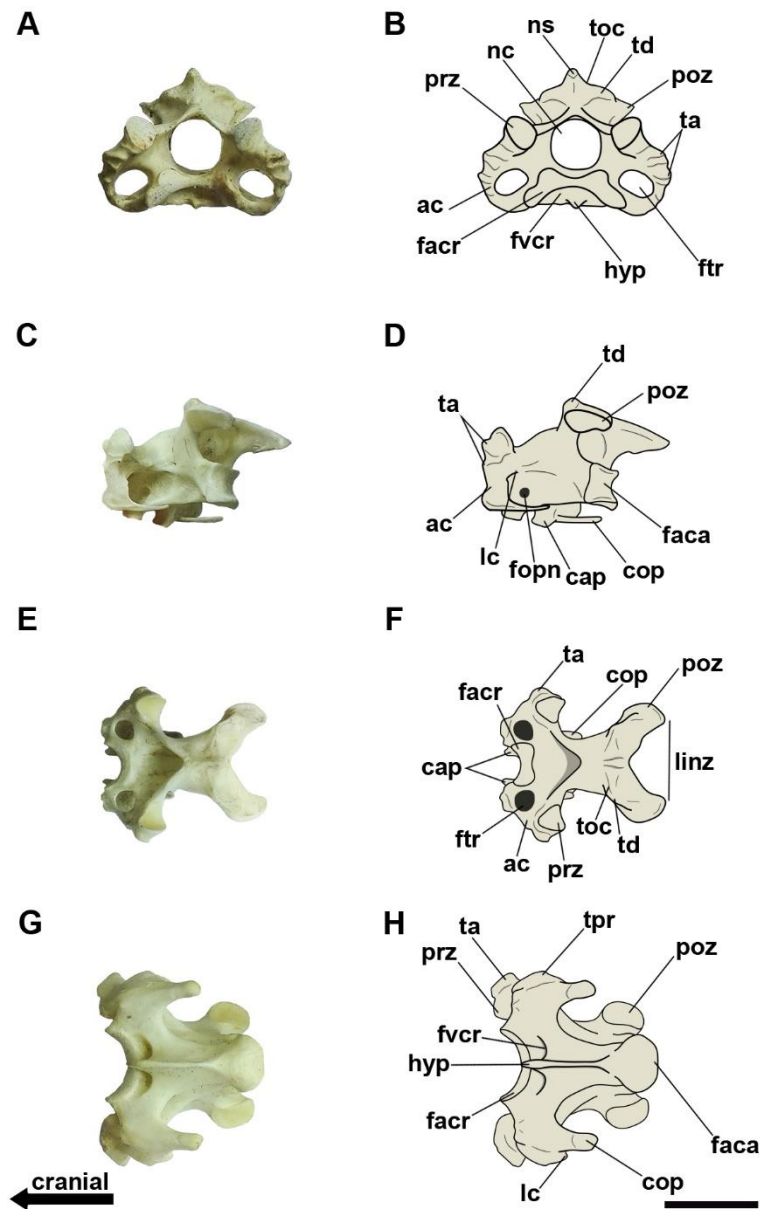 A
B
ns
toc
nc
td
prz
poz
ta
ac
facr
fvcr
hyp
ftr
C
D
td
poz
ta
ac
lc
fopn
cap
cop
faca
E
F
ta
cop
poz
facr
cap
linz
ftr
ac
prz
toc
td
G
H
ta
tpr
prz
poz
fvcr
hyp
facr
faca
lc
cop
cranial